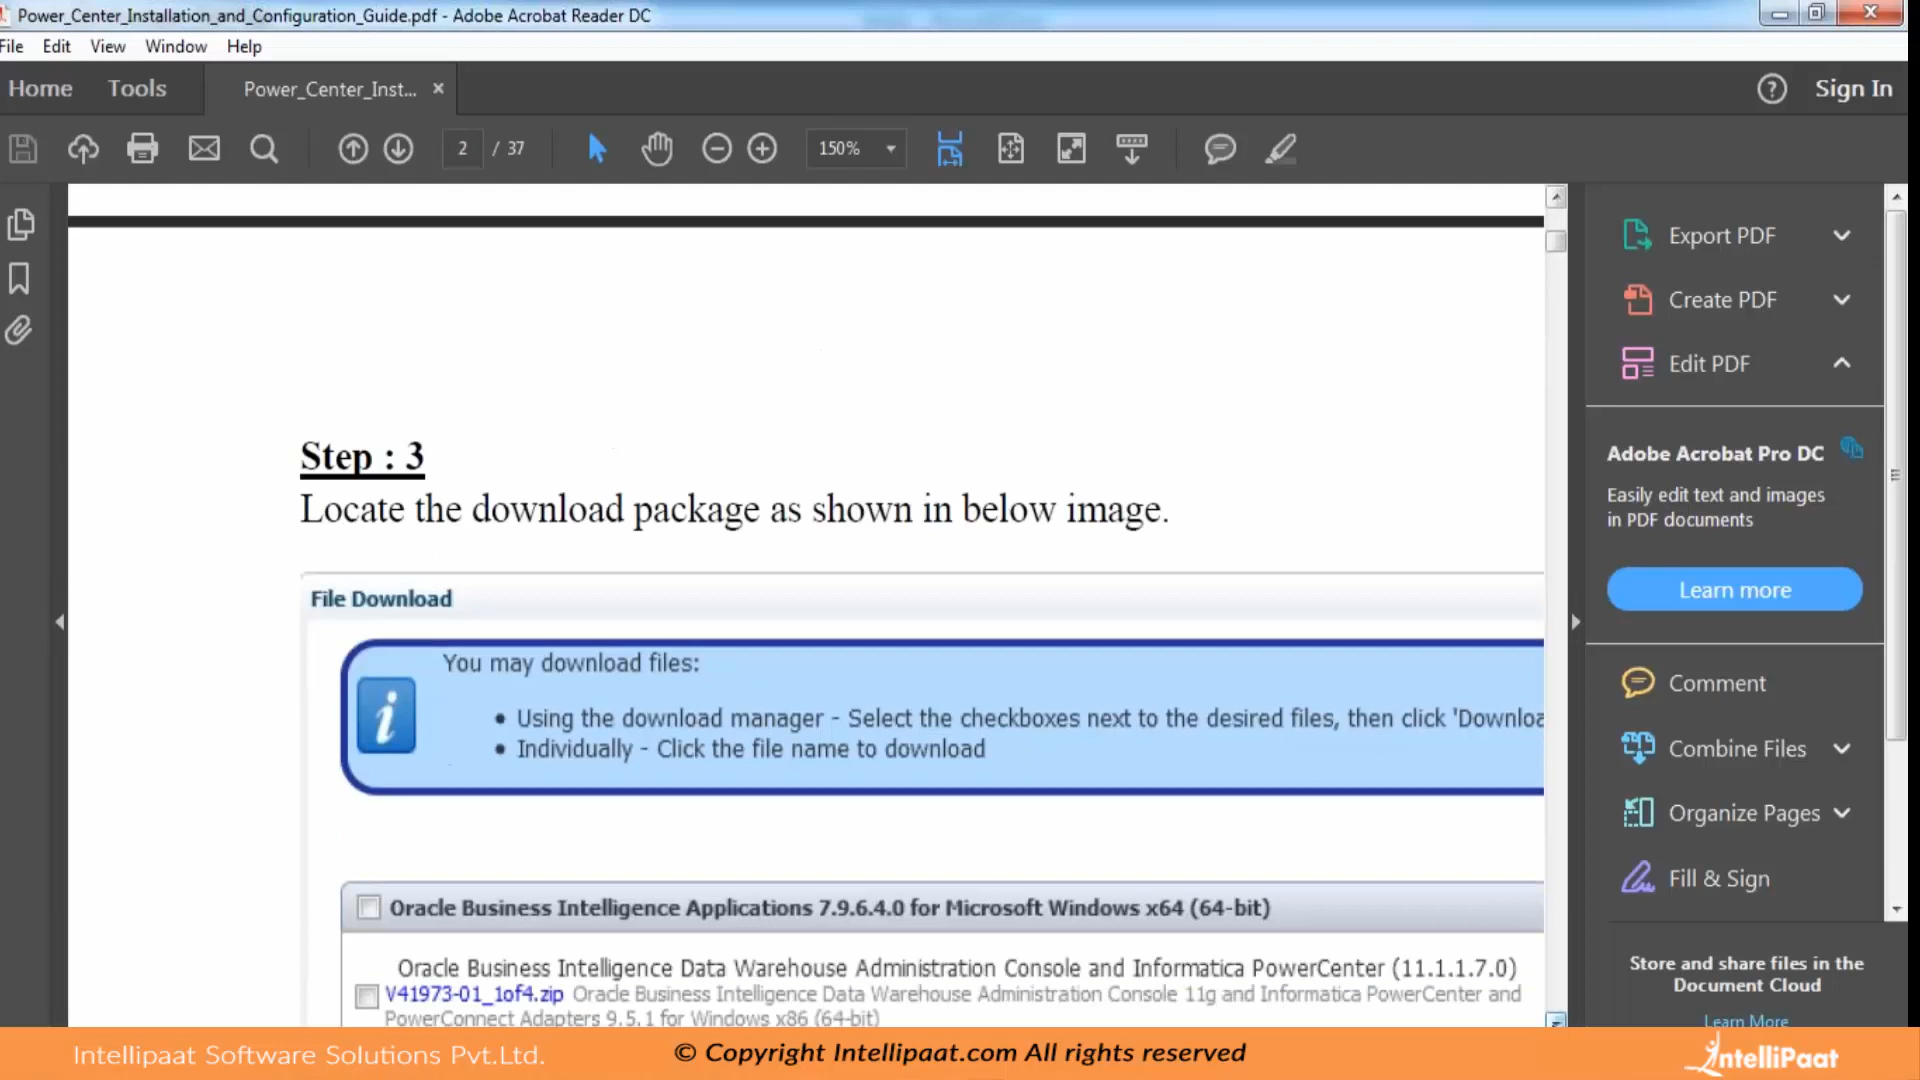 Power_Center_Installation_and_Configuration_Guide.pdf - Adobe Acrobat Reader DC
File Edit View Window Help
Home Tools Power_Center_Inst... × ? Sign In
2 / 37 150%
Export PDF
Create PDF
Edit PDF
Adobe Acrobat Pro DC
Easily edit text and images
in PDF documents
Learn more
Comment
Combine Files
Organize Pages
Fill & Sign
Store and share files in the
Document Cloud
Learn More
Step : 3
Locate the download package as shown in below image.
File Download
i
You may download files:
• Using the download manager - Select the checkboxes next to the desired files, then click 'Downloa
• Individually - Click the file name to download
Oracle Business Intelligence Applications 7.9.6.4.0 for Microsoft Windows x64 (64-bit)
Oracle Business Intelligence Data Warehouse Administration Console and Informatica PowerCenter (11.1.1.7.0)
V41973-01_1of4.zip Oracle Business Intelligence Data Warehouse Administration Console 11g and Informatica PowerCenter and
PowerConnect Adapters 9.5.1 for Windows x86 (64-bit)
Intellipaat Software Solutions Pvt.Ltd. © Copyright Intellipaat.com All rights reserved IntelliPaat